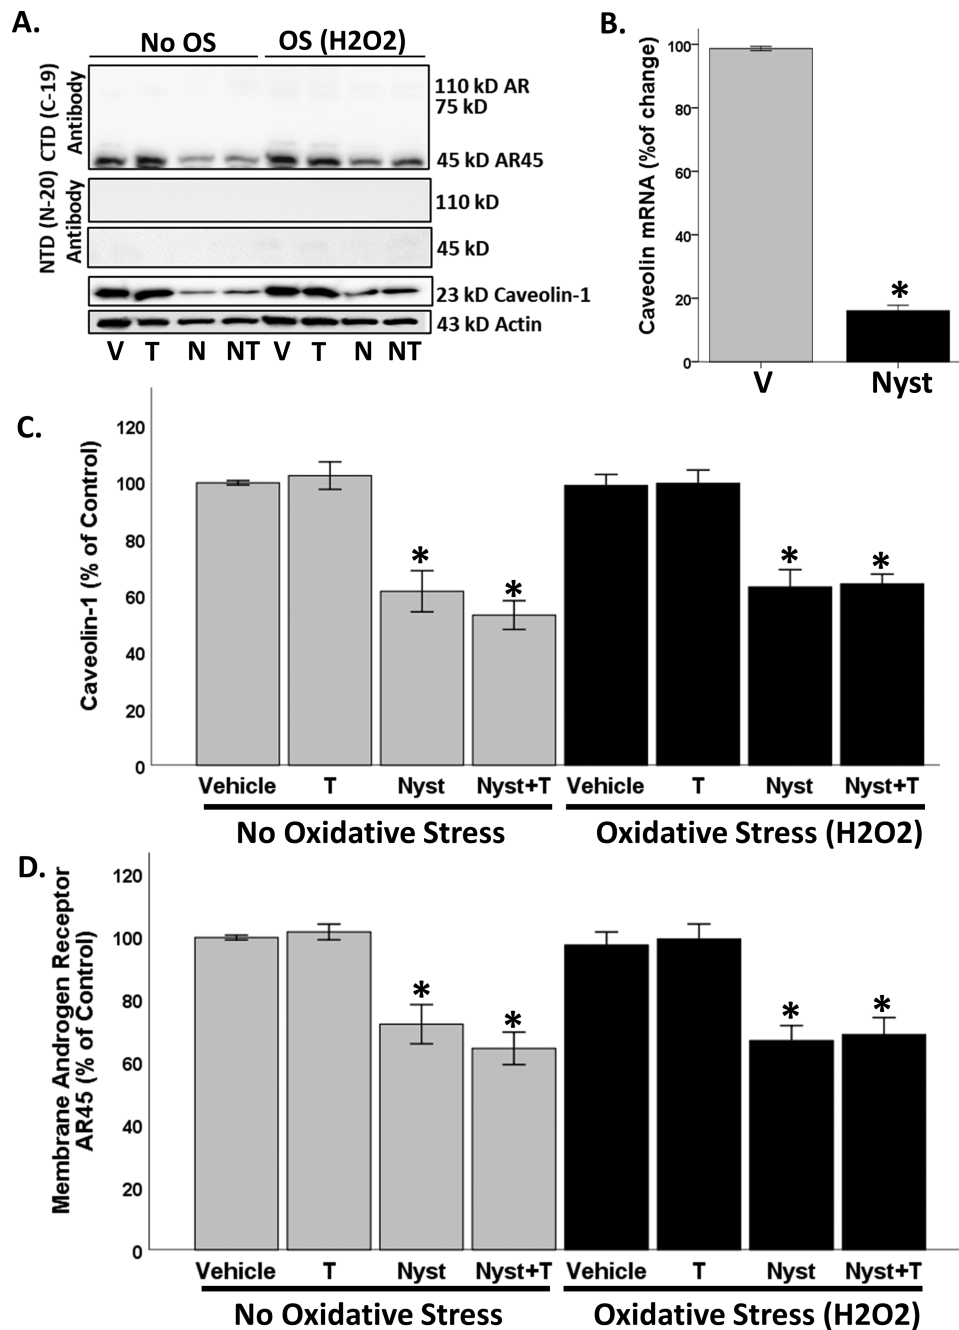 A.
No OS
OS (H2O2)
CTD (C-19)
Antibody
110 kD AR
75 kD
45 kD AR45
NTD (N-20)
Antibody
110 kD
45 kD
23 kD Caveolin-1
43 kD Actin
V T N NT V T N NT
B.
Caveolin mRNA (%of change)
100
80
60
40
20
0
*
V Nyst
C.
Caveolin-1 (% of Control)
120
100
80
60
40
20
0
* * * *
Vehicle T Nyst Nyst+T Vehicle T Nyst Nyst+T
No Oxidative Stress Oxidative Stress (H2O2)
D.
Membrane Androgen Receptor
AR45 (% of Control)
120
100
80
60
40
20
0
* * * *
Vehicle T Nyst Nyst+T Vehicle T Nyst Nyst+T
No Oxidative Stress Oxidative Stress (H2O2)